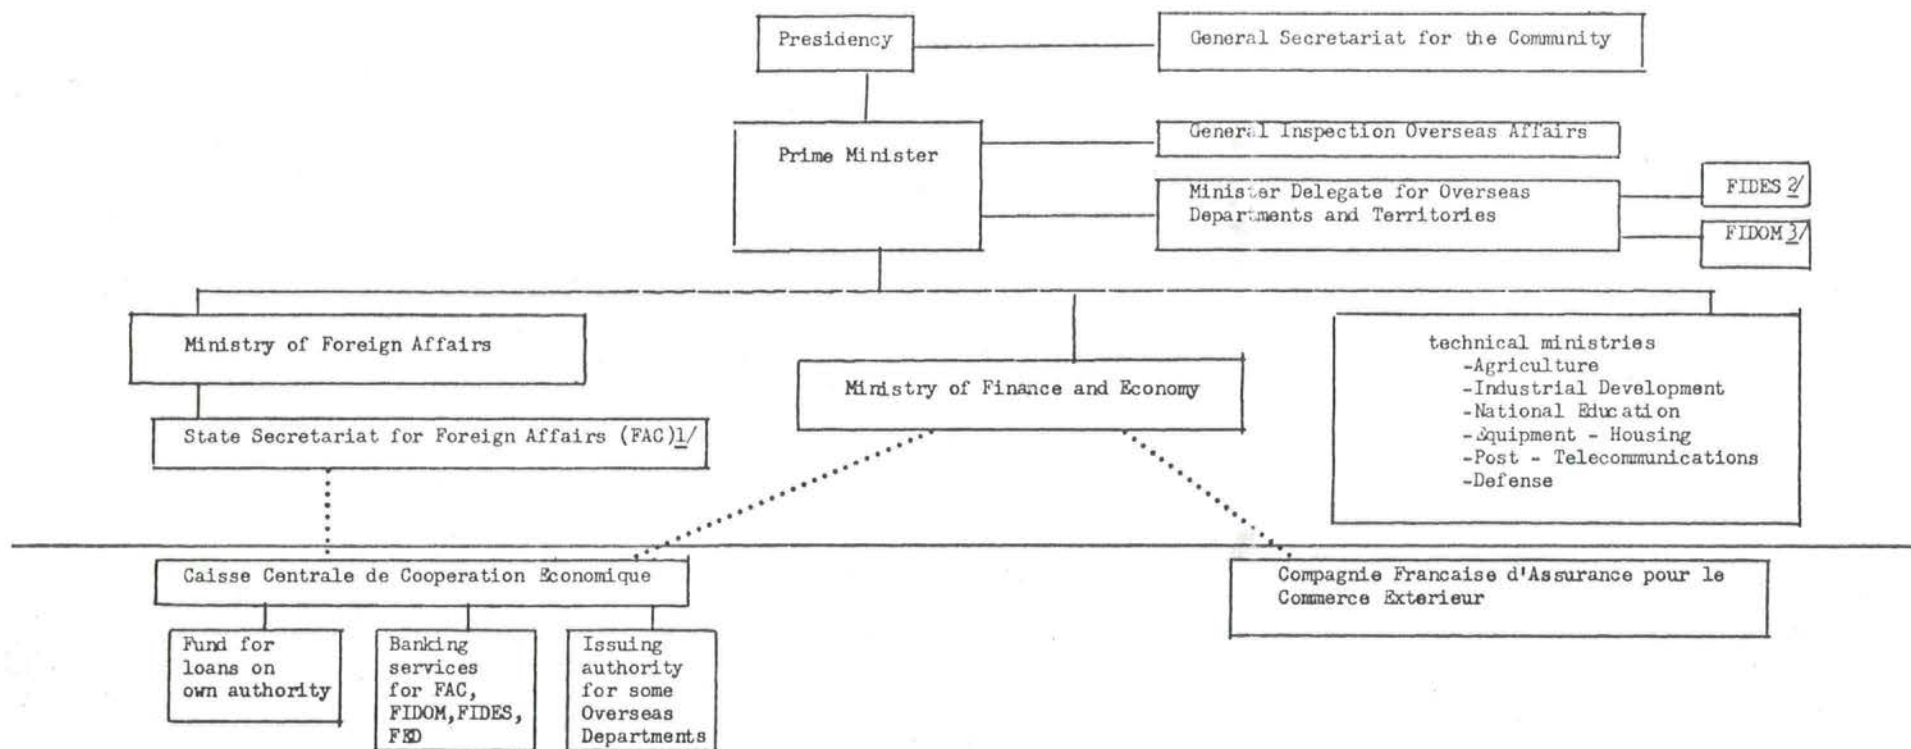 Presidency
General Secretariat for the Community
Prime Minister
General Inspection Overseas Affairs
Minister Delegate for Overseas
Departments and Territories
FIDES 2/
FIDOM 3/
Ministry of Foreign Affairs
State Secretariat for Foreign Affairs (FAC)1/
Ministry of Finance and Economy
technical ministries
-Agriculture
-Industrial Development
-National Education
-Equipment - Housing
-Post - Telecommunications
-Defense
Caisse Centrale de Cooperation Economique
Fund for
loans on
own authority
Banking
services
for FAC,
FIDOM,FIDES,
FED
Issuing
authority
for some
Overseas
Departments
Compagnie Francaise d'Assurance pour le
Commerce Exterieur